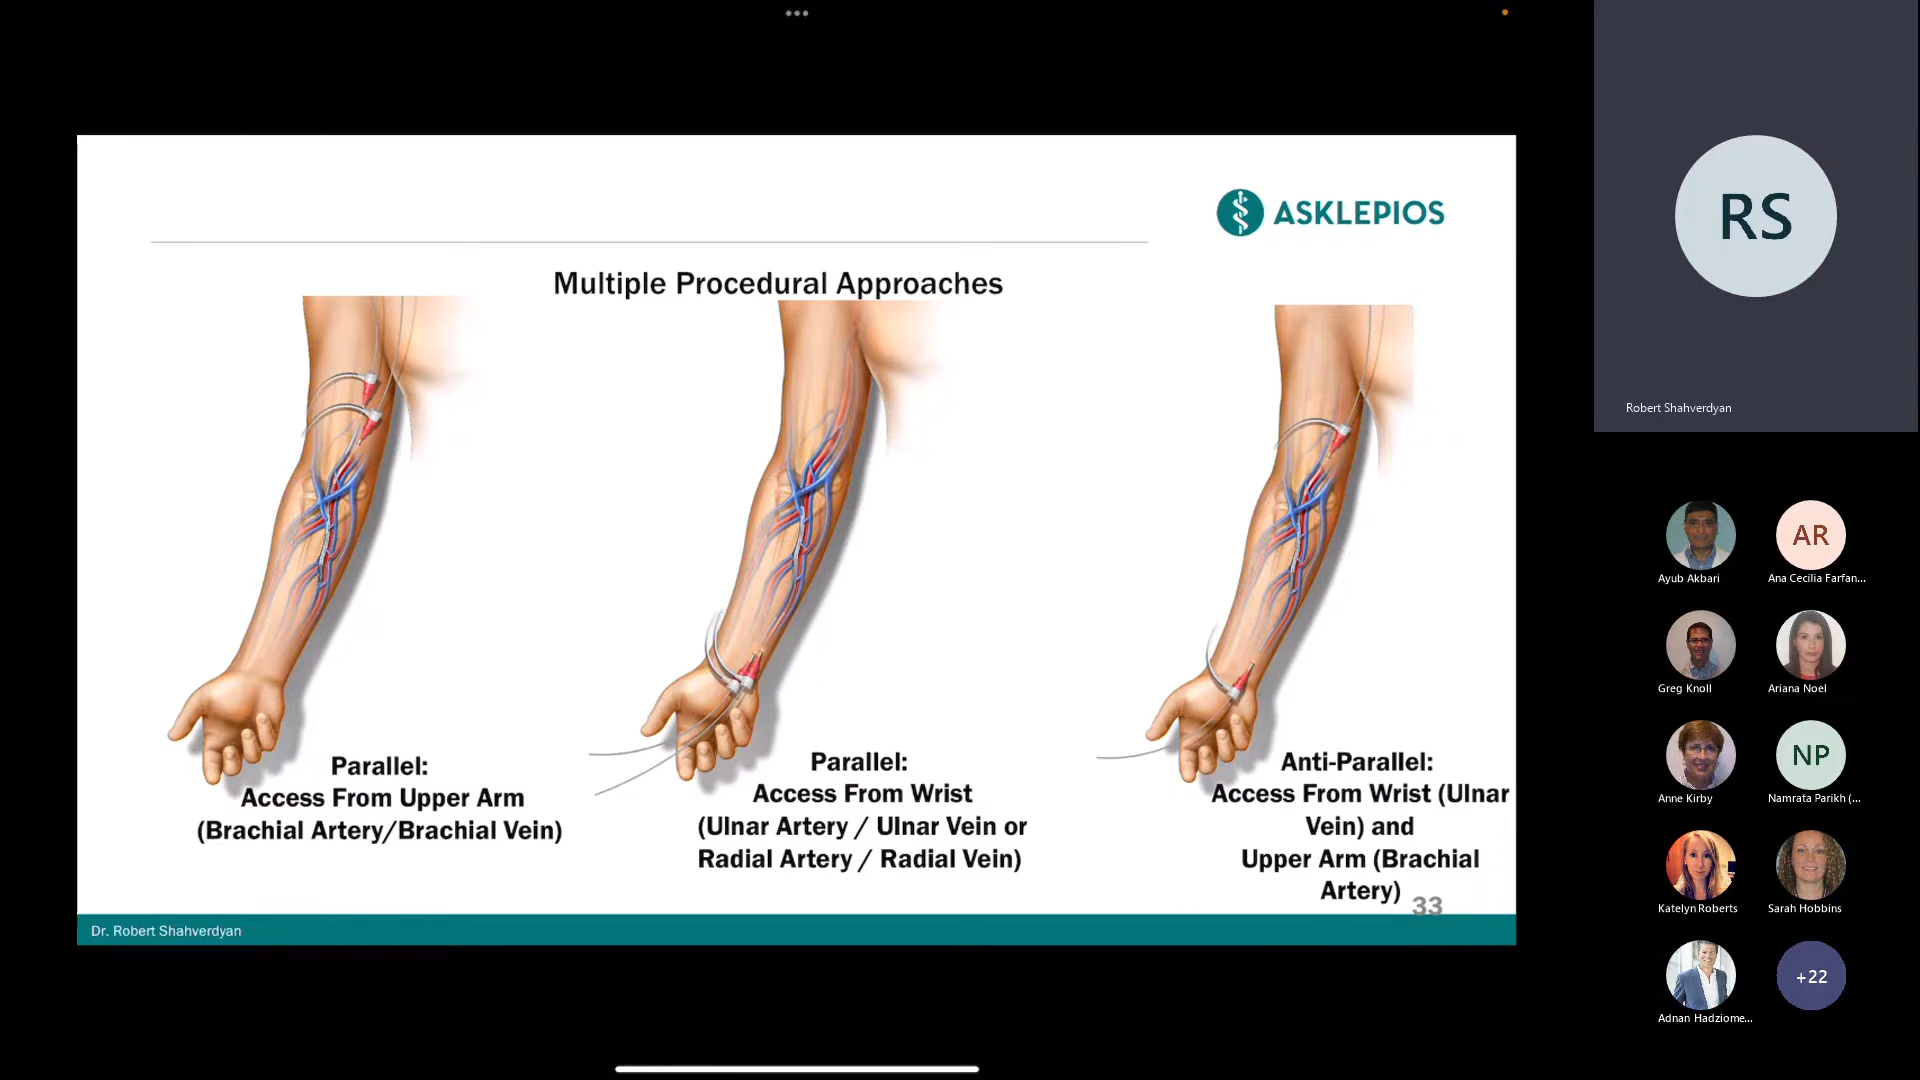 ASKLEPIOS
Multiple Procedural Approaches
Parallel:
Access From Upper Arm
(Brachial Artery/Brachial Vein)
Parallel:
Access From Wrist
(Ulnar Artery / Ulnar Vein or
Radial Artery / Radial Vein)
Anti-Parallel:
Access From Wrist (Ulnar
Vein) and
Upper Arm (Brachial
Artery)
33
Dr. Robert Shahverdyan
RS
Robert Shahverdyan
AR
Ayub Akbari
Ana Cecilia Farfan...
Greg Knoll
Ariana Noel
NP
Anne Kirby
Namrata Parikh (...
Katelyn Roberts
Sarah Hobbins
+22
Adnan Hadziome...